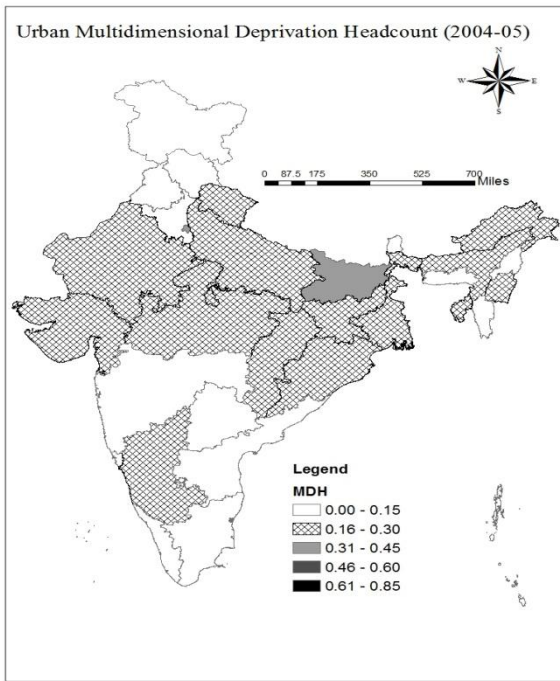 Urban Multidimensional Deprivation Headcount (2004-05)
N
W E
S
0 87.5 175 350 525 700
Miles
Legend
MDH
0.00 - 0.15
0.16 - 0.30
0.31 - 0.45
0.46 - 0.60
0.61 - 0.85